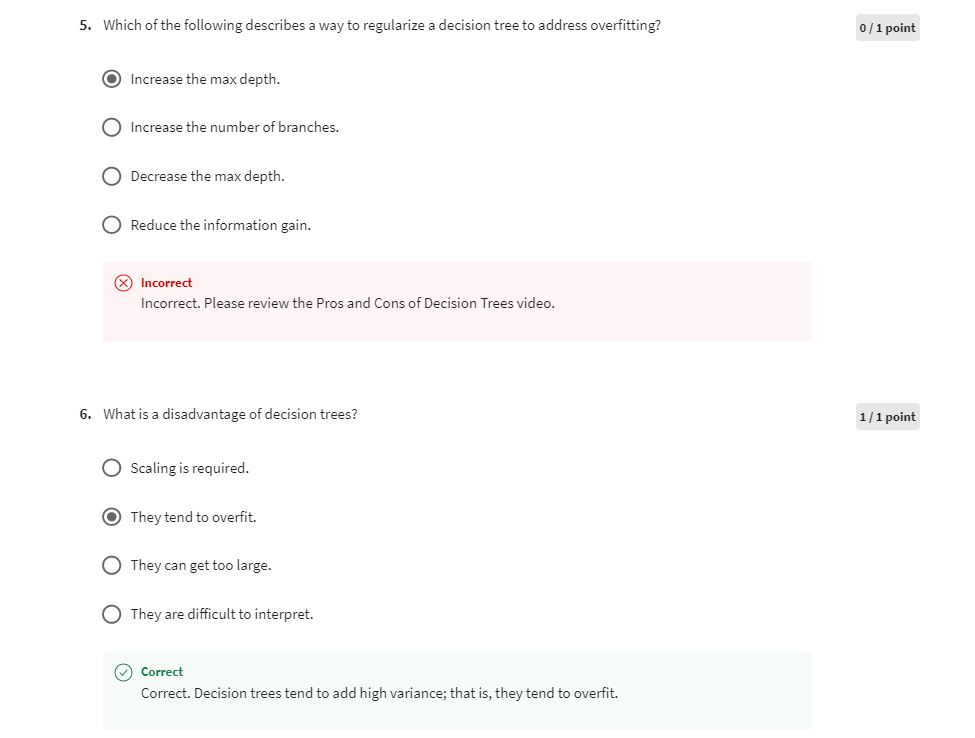 5. Which of the following describes a way to regularize a decision tree to address overfitting?
0 / 1 point
Increase the max depth.
Increase the number of branches.
Decrease the max depth.
Reduce the information gain.
Incorrect
Incorrect. Please review the Pros and Cons of Decision Trees video.
6. What is a disadvantage of decision trees?
1 / 1 point
Scaling is required.
They tend to overfit.
They can get too large.
They are difficult to interpret.
Correct
Correct. Decision trees tend to add high variance; that is, they tend to overfit.